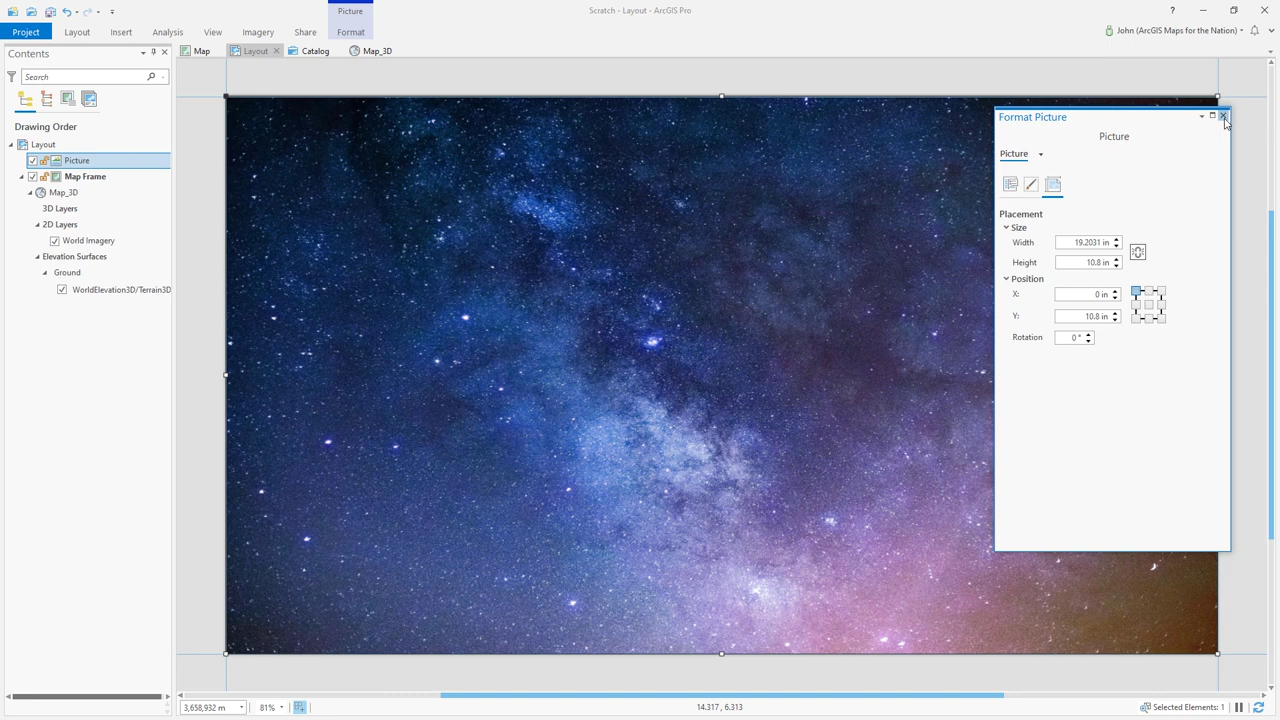 Picture
Scratch - Layout - ArcGIS Pro
?
Project
Layout
Insert
Analysis
View
Imagery
Share
Format
John (ArcGIS Maps for the Nation)
Contents
Map
Layout
Catalog
Map_3D
Search
Drawing Order
Layout
Picture
Map Frame
Map_3D
3D Layers
2D Layers
World Imagery
Elevation Surfaces
Ground
WorldElevation3D/Terrain3D
Format Picture
Picture
Picture
Placement
Size
Width 19.2031 in
Height 10.8 in
Position
X: 0 in
Y: 10.8 in
Rotation 0 °
3,658,932 m
81%
14.317 , 6.313
Selected Elements: 1